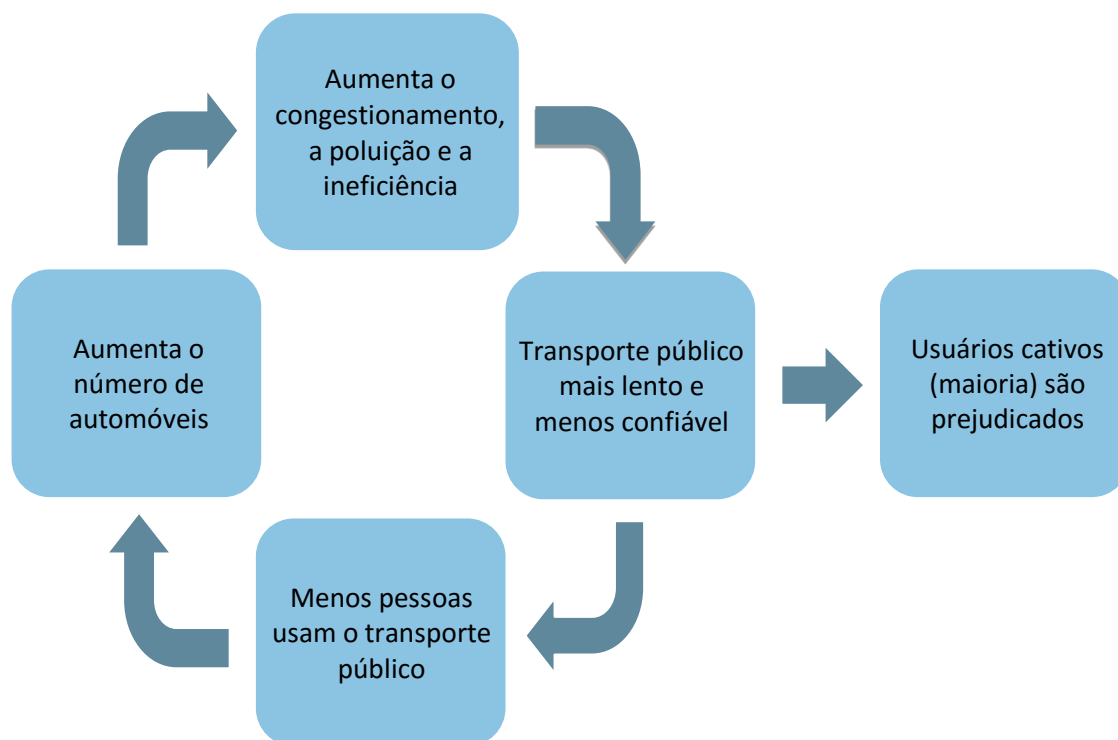 Aumenta o
congestionamento,
a poluição e a
ineficiência
Aumenta o
número de
automóveis
Transporte público
mais lento e
menos confiável
Usuários cativos
(maioria) são
prejudicados
Menos pessoas
usam o transporte
público